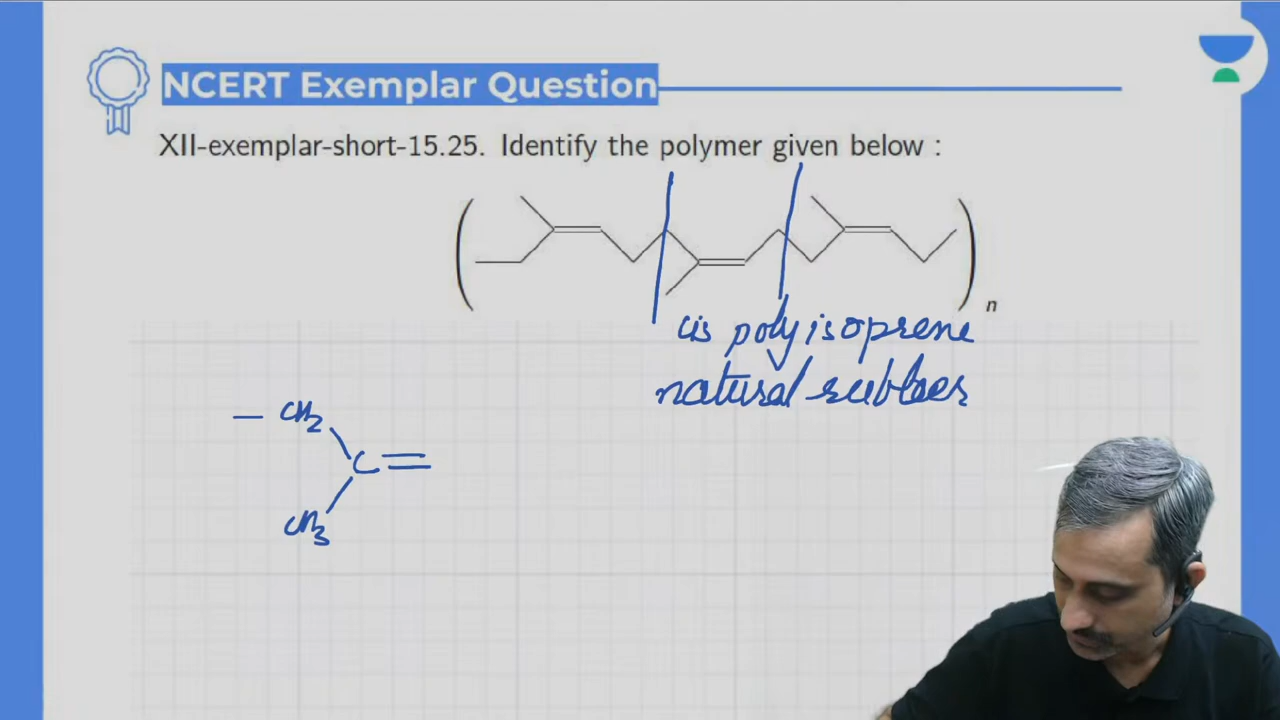 NCERT Exemplar Question
XII-exemplar-short-15.25. Identify the polymer given below :
n
cis polyisoprene
natural rubber
— CH2
C =
CH3